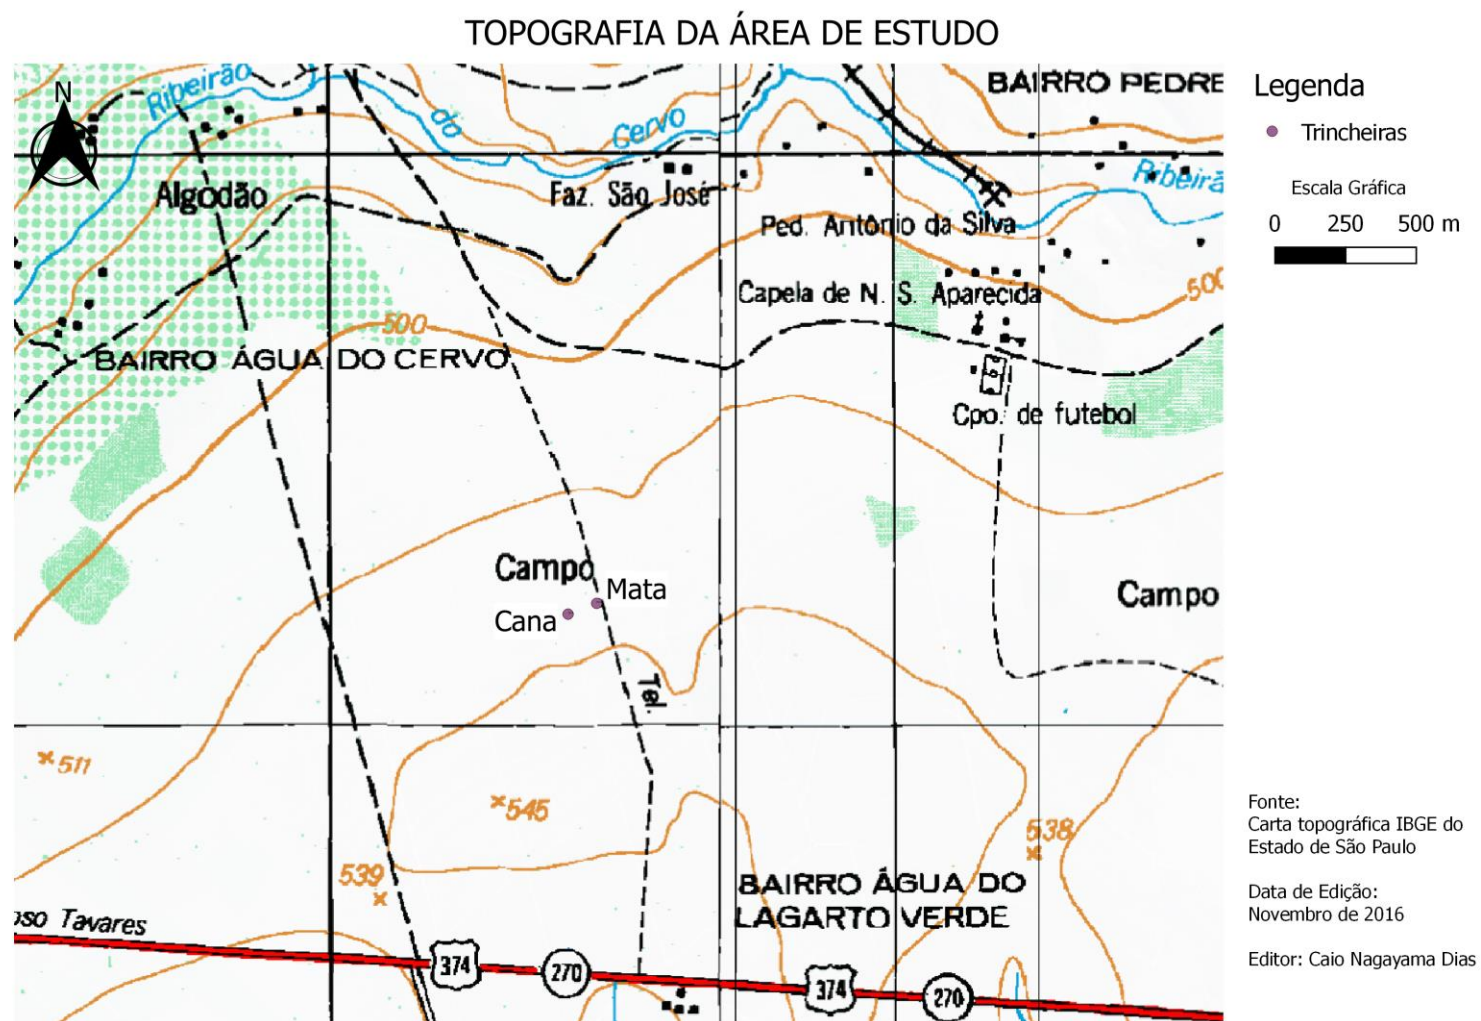 TOPOGRAFIA DA ÁREA DE ESTUDO
N
Ribeirão
do
Cervo
BAIRRO PEDRE
Ribeirã
Algodão
Faz. São José
Ped. Antônio da Silva
Capela de N. S. Aparecida
500
500
BAIRRO ÁGUA DO CERVO
Cpo. de futebol
Campo
Mata
Cana
Campo
Tel.
511
545
538
539
BAIRRO ÁGUA DO
LAGARTO VERDE
oso Tavares
374
270
374
270
Legenda
Trincheiras
Escala Gráfica
0 250 500 m
Fonte:
Carta topográfica IBGE do
Estado de São Paulo
Data de Edição:
Novembro de 2016
Editor: Caio Nagayama Dias